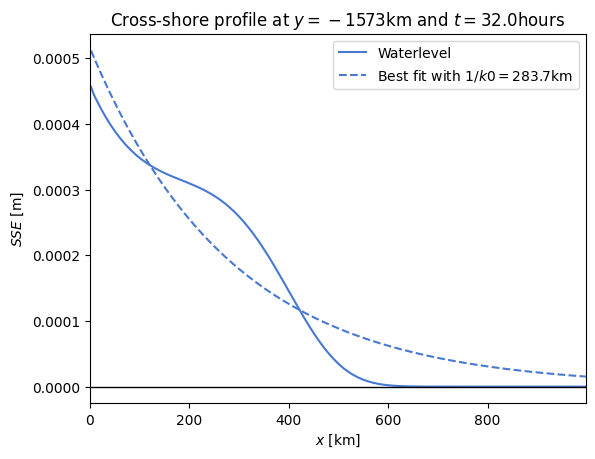 Cross-shore profile at y = −1573km and t = 32.0hours
Waterlevel
Best fit with 1/k0 = 283.7km
0.0005
0.0004
0.0003
0.0002
0.0001
0.0000
SSE [m]
0 200 400 600 800
x [km]